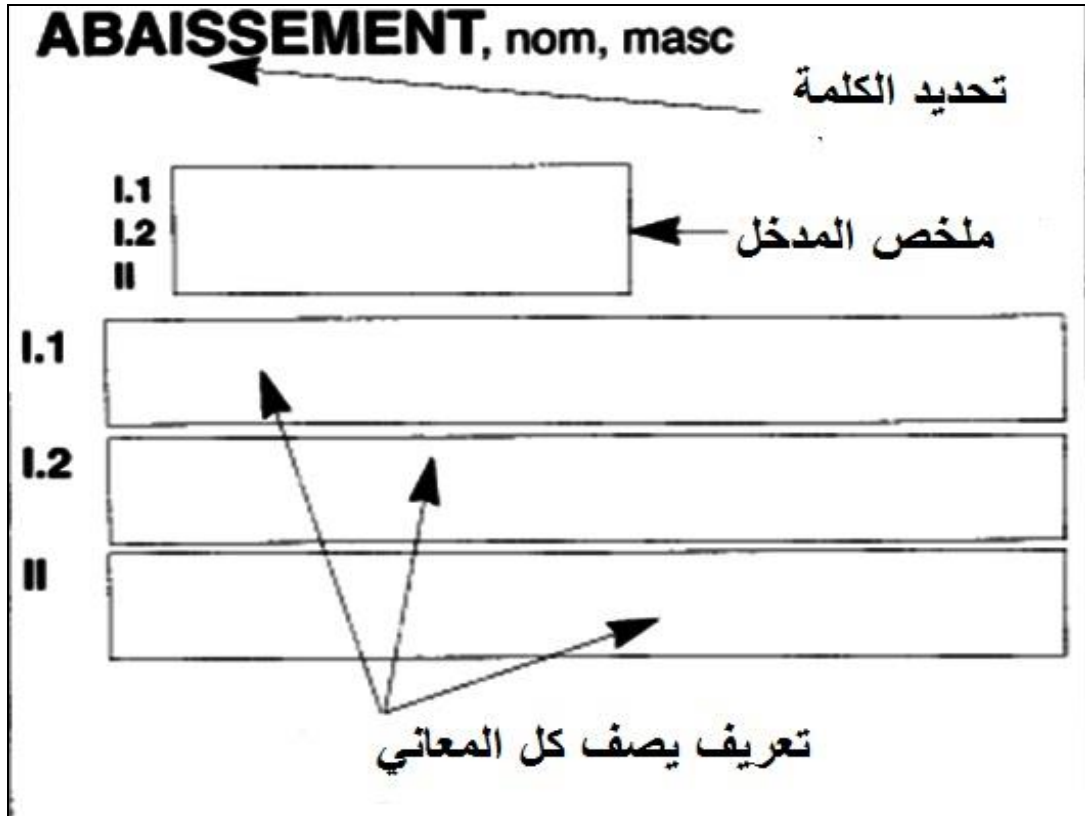 ABAISSEMENT, nom, masc
تحديد الكلمة
I.1
I.2
II
ملخص المدخل
I.1
I.2
II
تعريف يصف كل المعاني